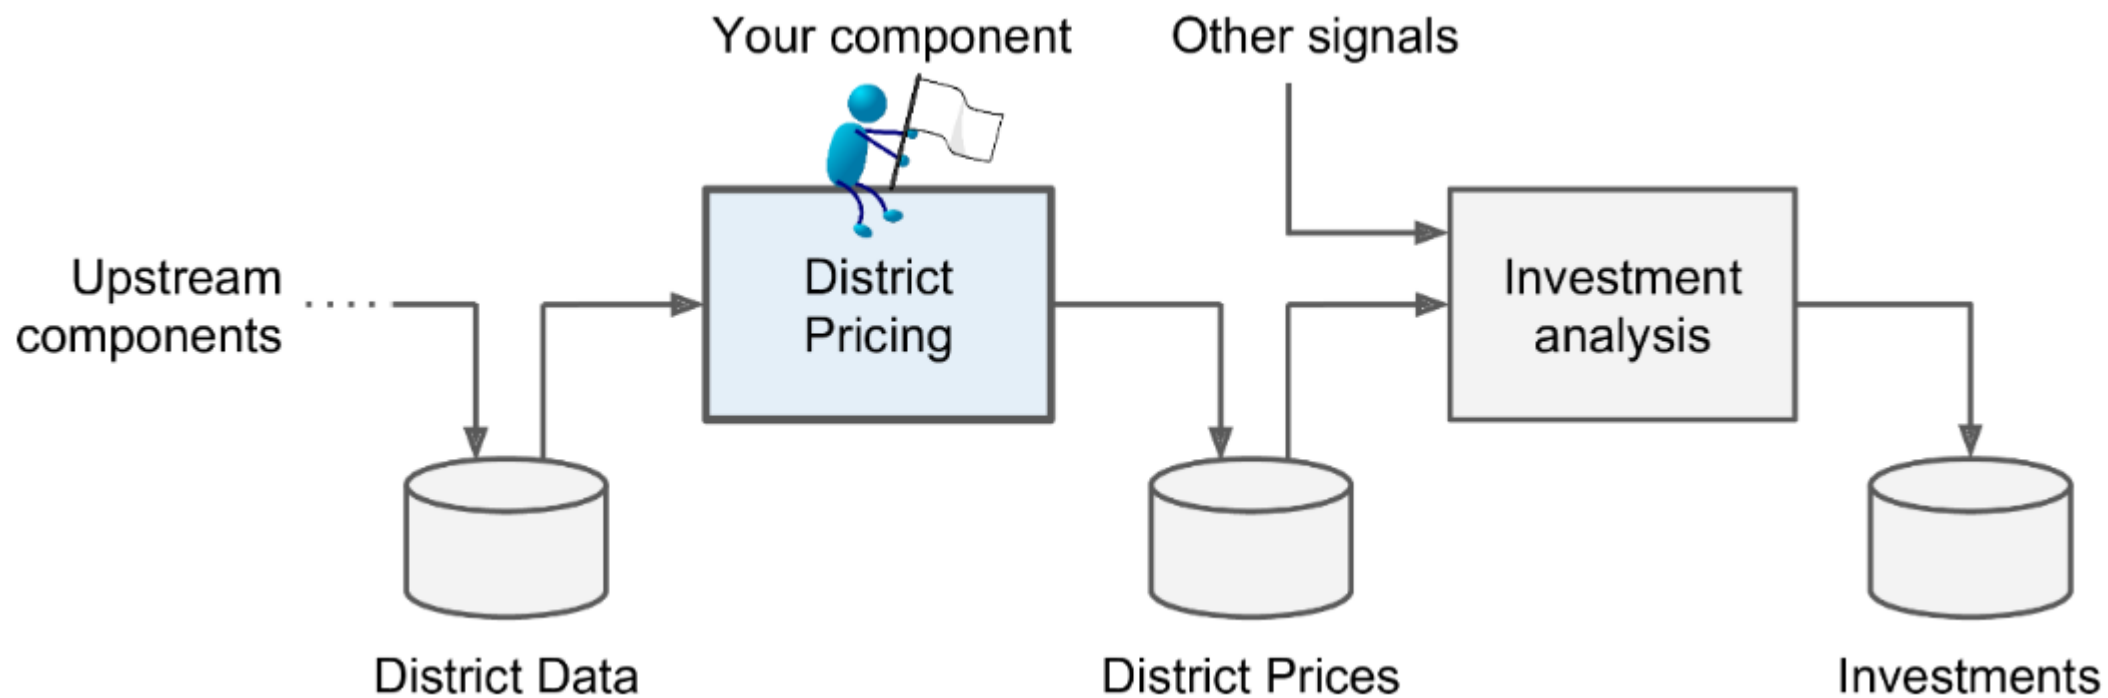 Your component
Other signals
Upstream
components
District
Pricing
Investment
analysis
District Data
District Prices
Investments